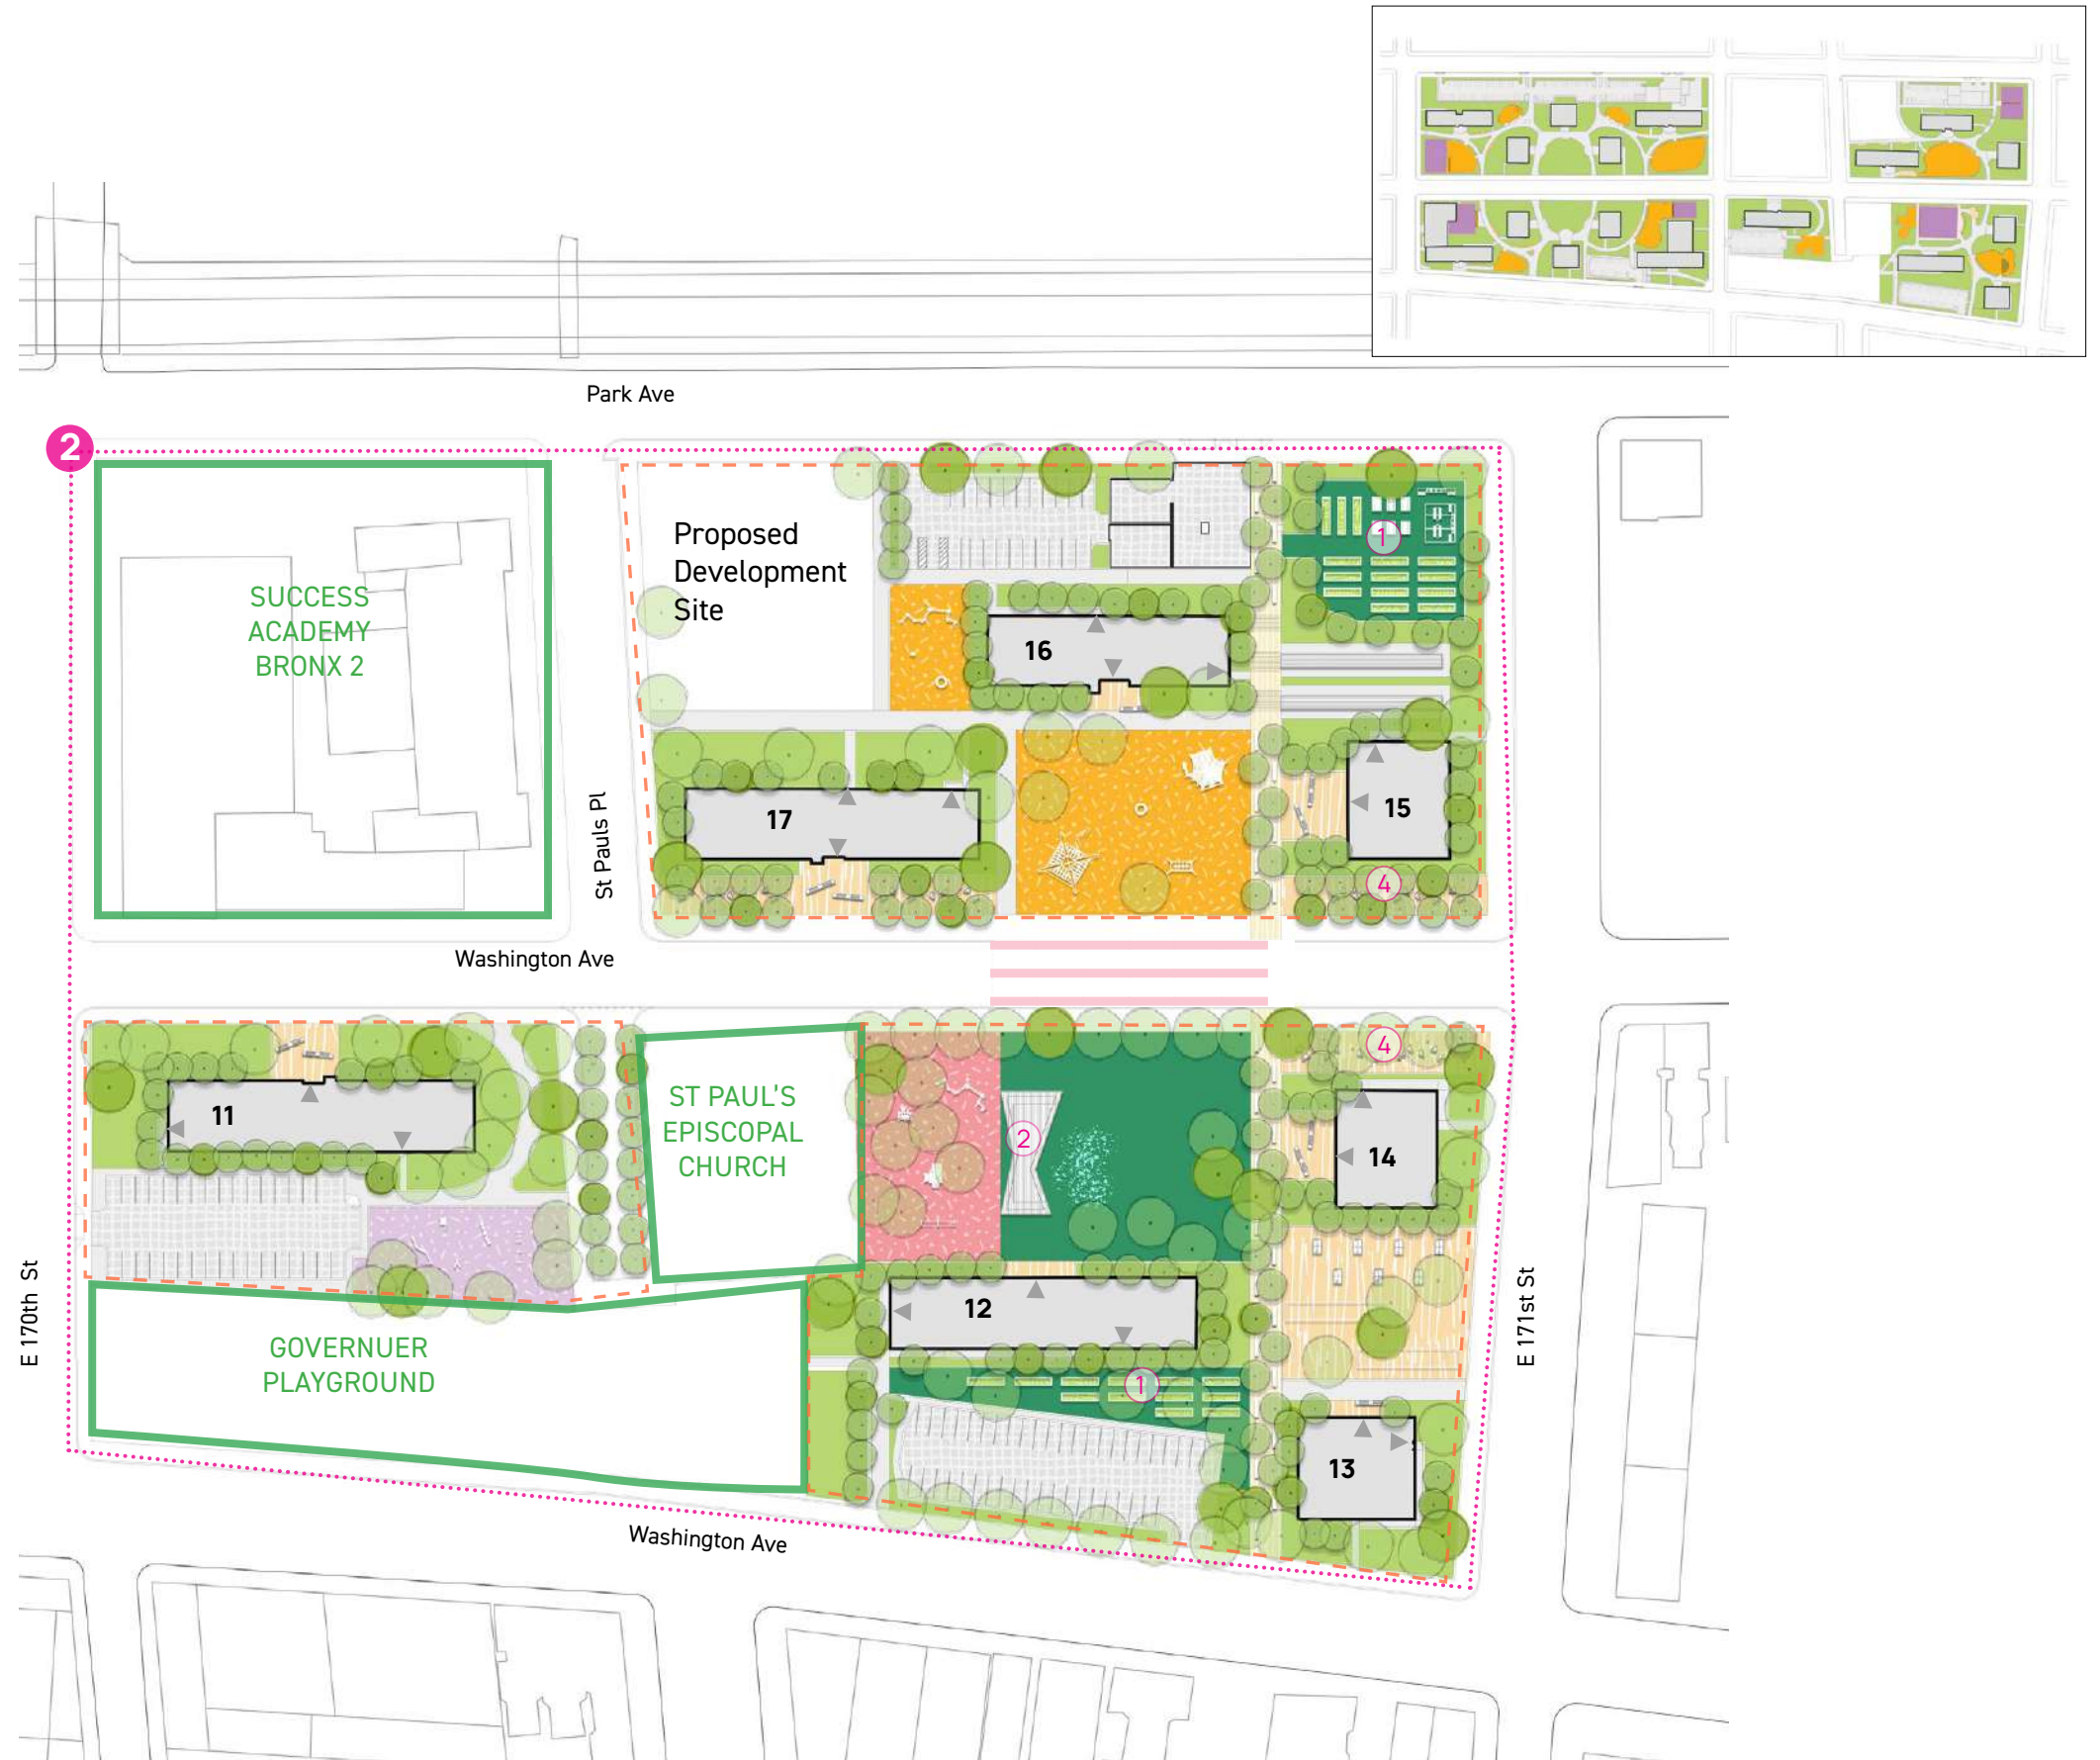 Park Ave
2
Proposed
Development
Site
1
SUCCESS
ACADEMY
BRONX 2
16
17
15
St Pauls Pl
4
Washington Ave
4
11
ST PAUL'S
EPISCOPAL
CHURCH
2
14
12
E 170th St
E 171st St
GOVERNUER
PLAYGROUND
1
13
Washington Ave